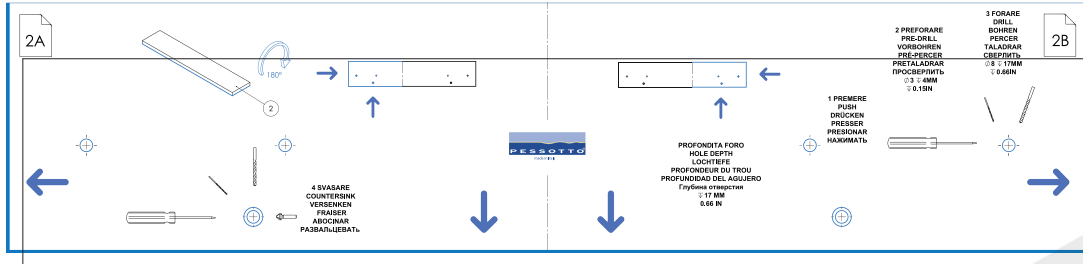 2A
180°
2
4 SVASARE
COUNTERSINK
VERSENKEN
FRAISER
ABOCINAR
РАЗВАЛЬЦЕВАТЬ
PESSOTTO
PROFONDITA FORO
HOLE DEPTH
LOCHTIEFE
PROFONDEUR DU TROU
PROFUNDIDAD DEL AGUJERO
Глубина отверстия
↧ 17 MM
0.66 IN
1 PREMERE
PUSH
DRÜCKEN
PRESSER
PRESIONAR
НАЖИМАТЬ
2 PREFORARE
PRE-DRILL
VORBOHREN
PRÉ-PERCER
PRETALADRAR
ПРОСВЕРЛИТЬ
∅ 3 ↧ 4MM
↧ 0.15IN
3 FORARE
DRILL
BOHREN
PERCER
TALADRAR
СВЕРЛИТЬ
∅ 8 ↧ 17MM
↧ 0.66IN
2B